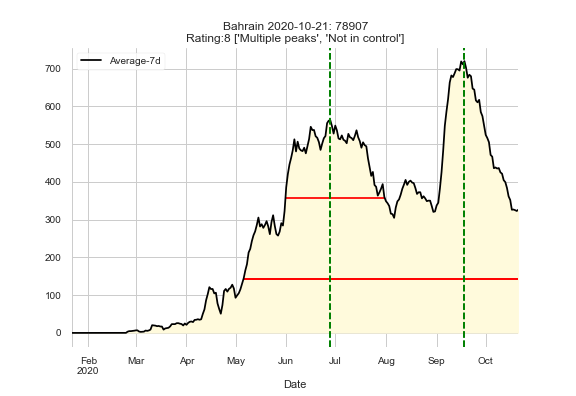 Bahrain 2020-10-21: 78907
Rating:8 ['Multiple peaks', 'Not in control']
Average-7d
700
600
500
400
300
200
100
0
Feb Mar Apr May Jun Jul Aug Sep Oct
2020
Date